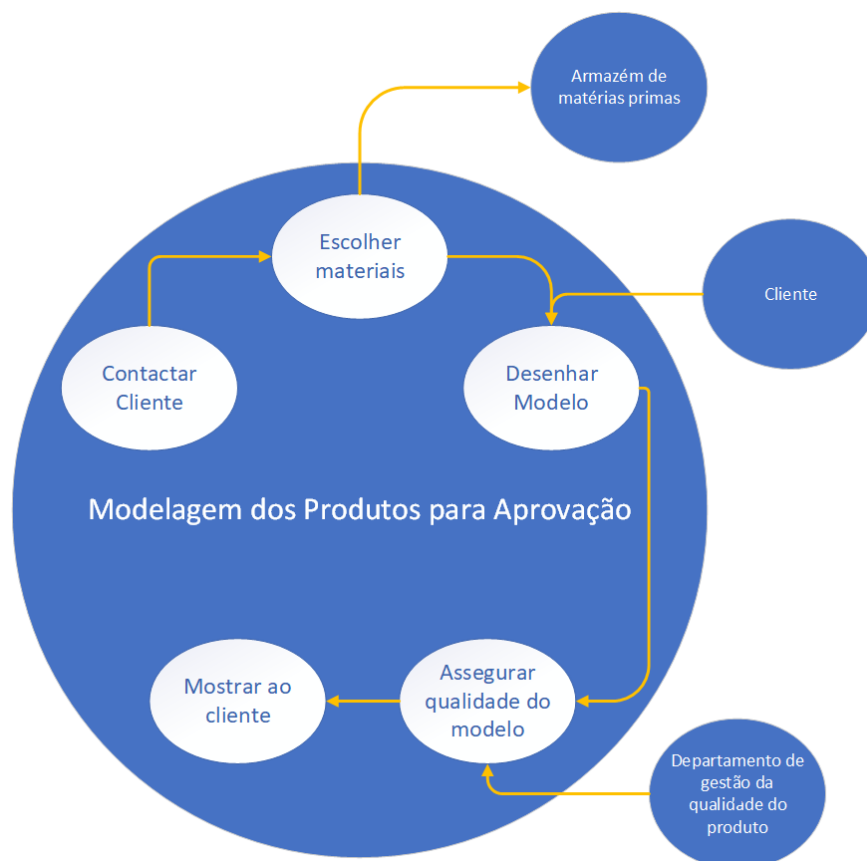 Armazém de
matérias primas
Escolher
materiais
Cliente
Contactar
Cliente
Desenhar
Modelo
Modelagem dos Produtos para Aprovação
Mostrar ao
cliente
Assegurar
qualidade do
modelo
Departamento de
gestão da
qualidade do
produto